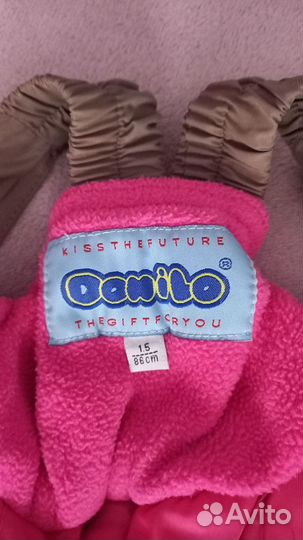 KISSTHEFUTURE
Danilo®
THEGIFTFORYOU
1.5
86cm
Avito